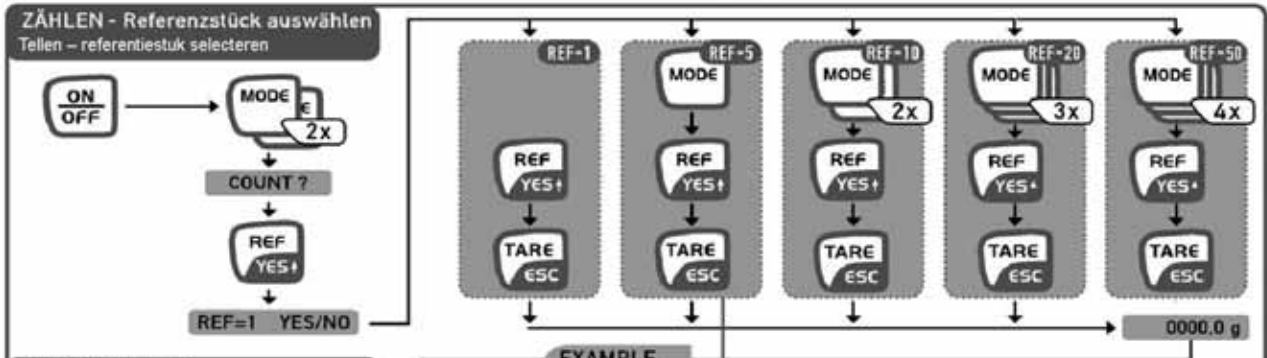 ZÄHLEN - Referenzstück auswählen
Tellen – referentiestuk selecteren
ON
OFF
MODE
2x
COUNT ?
REF
YES
REF=1 YES/NO
REF-1
REF
YES
TARE
ESC
REF-5
MODE
REF
YES
TARE
ESC
REF-10
MODE
2x
REF
YES
TARE
ESC
REF-20
MODE
3x
REF
YES
TARE
ESC
REF-50
MODE
4x
REF
YES
TARE
ESC
0000.0 g
EXAMPLE